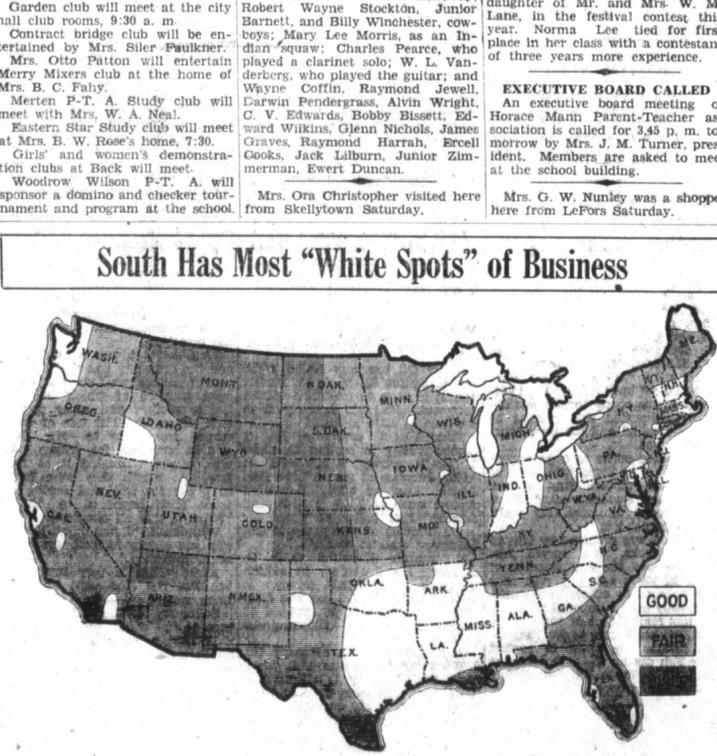 Garden club will meet at the city
hall club rooms, 9:30 a. m.
Contract bridge club will be en-
tertained by Mrs. Siler Faulkner.
Mrs. Otto Patton will entertain
Merry Mixers club at the home of
Mrs. B. C. Fahy.
Merten P-T. A. Study club will
meet with Mrs. W. A. Neal.
Eastern Star Study club will meet
at Mrs. B. W. Rose's home, 7:30.
Girls' and women's demonstra-
tion clubs at Back will meet.
Woodrow Wilson P-T. A. will
sponsor a domino and checker tour-
nament and program at the school.
Robert Wayne Stockton, Junior
Barnett, and Billy Winchester, cow-
boys; Mary Lee Morris, as an In-
dian squaw; Charles Pearce, who
played a clarinet solo; W. L. Van-
derberg, who played the guitar; and
Wayne Coffin, Raymond Jewell,
Darwin Pendergrass, Alvin Wright,
C. V. Edwards, Bobby Bissett, Ed-
ward Wilkins, Glenn Nichols, James
Graves, Raymond Harrah, Ercell
Cooks, Jack Lilburn, Junior Zim-
merman, Ewert Duncan.
Mrs. Ora Christopher visited here
from Skellytown Saturday.
daughter of Mr. and Mrs. W. M
Lane, in the festival contest this
year. Norma Lee tied for first
place in her class with a contestan
of three years more experience.
EXECUTIVE BOARD CALLED
An executive board meeting o
Horace Mann Parent-Teacher as
sociation is called for 3.45 p. m. to
morrow by Mrs. J. M. Turner, pres
ident. Members are asked to mee
at the school building.
Mrs. G. W. Nunley was a shoppe
here from LeFors Saturday.
South Has Most "White Spots" of Business
WASH.
MONT.
N.DAK.
MINN.
ME.
VT.
N.H.
MASS.
OREG.
IDAHO
S.DAK.
WIS.
MICH.
N.Y.
WYO.
NEB.
IOWA
PA.
NEV.
UTAH
COLO.
KANS.
MO.
ILL.
IND.
OHIO
W.VA.
VA.
CAL.
KY.
N.C.
TENN.
ARIZ.
N.MEX.
OKLA.
ARK.
S.C.
TEX.
LA.
MISS.
ALA.
GA.
FLA.
GOOD
FAIR